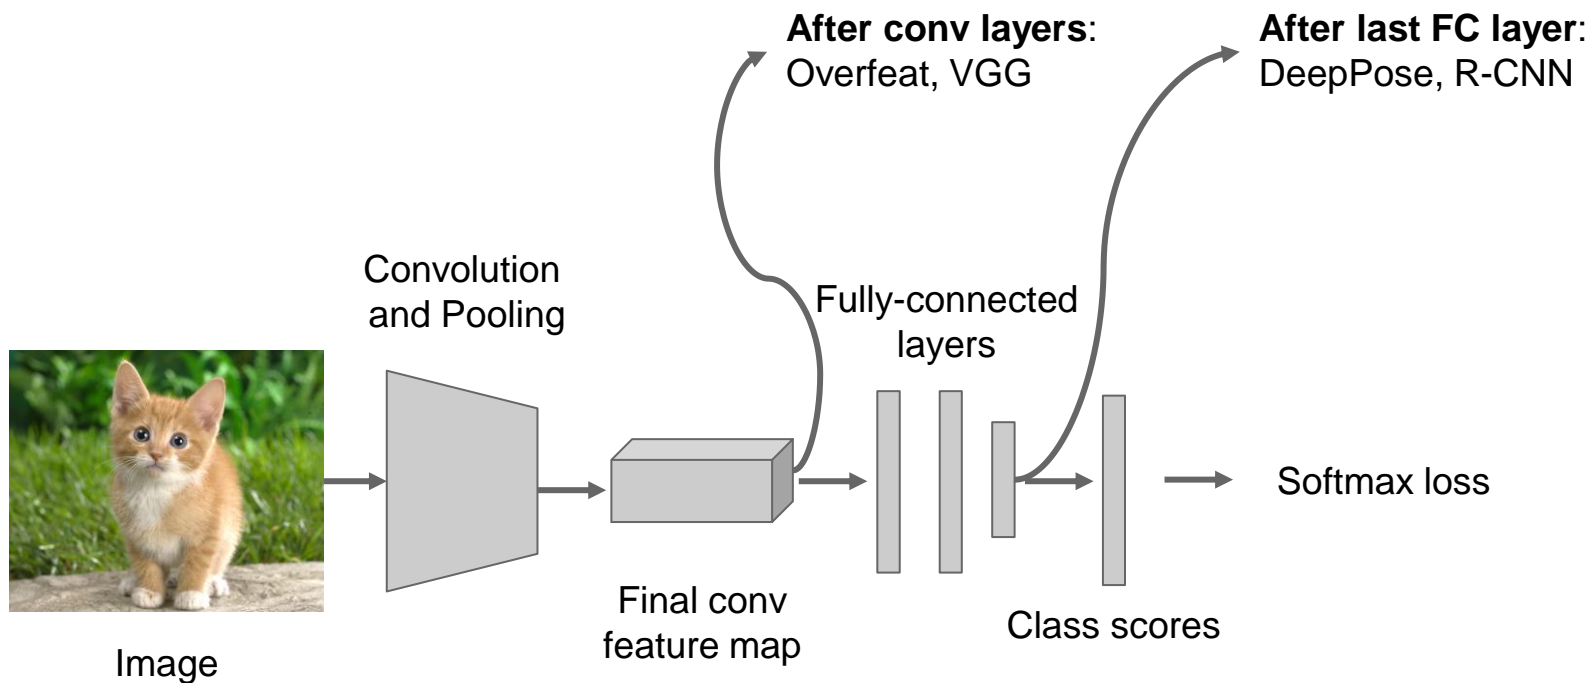 After conv layers:
Overfeat, VGG
After last FC layer:
DeepPose, R-CNN
Convolution
and Pooling
Fully-connected
layers
Softmax loss
Final conv
feature map
Class scores
Image